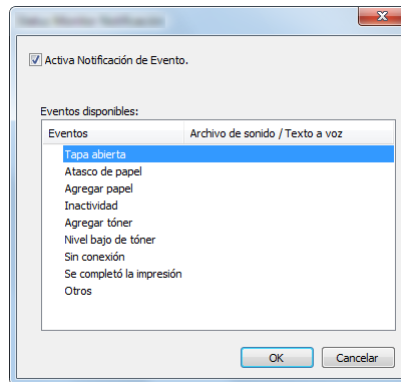 Activa Notificación de Evento.
Eventos disponibles:
Eventos Archivo de sonido / Texto a voz
Tapa abierta
Atasco de papel
Agregar papel
Inactividad
Agregar tóner
Nivel bajo de tóner
Sin conexión
Se completó la impresión
Otros
OK Cancelar